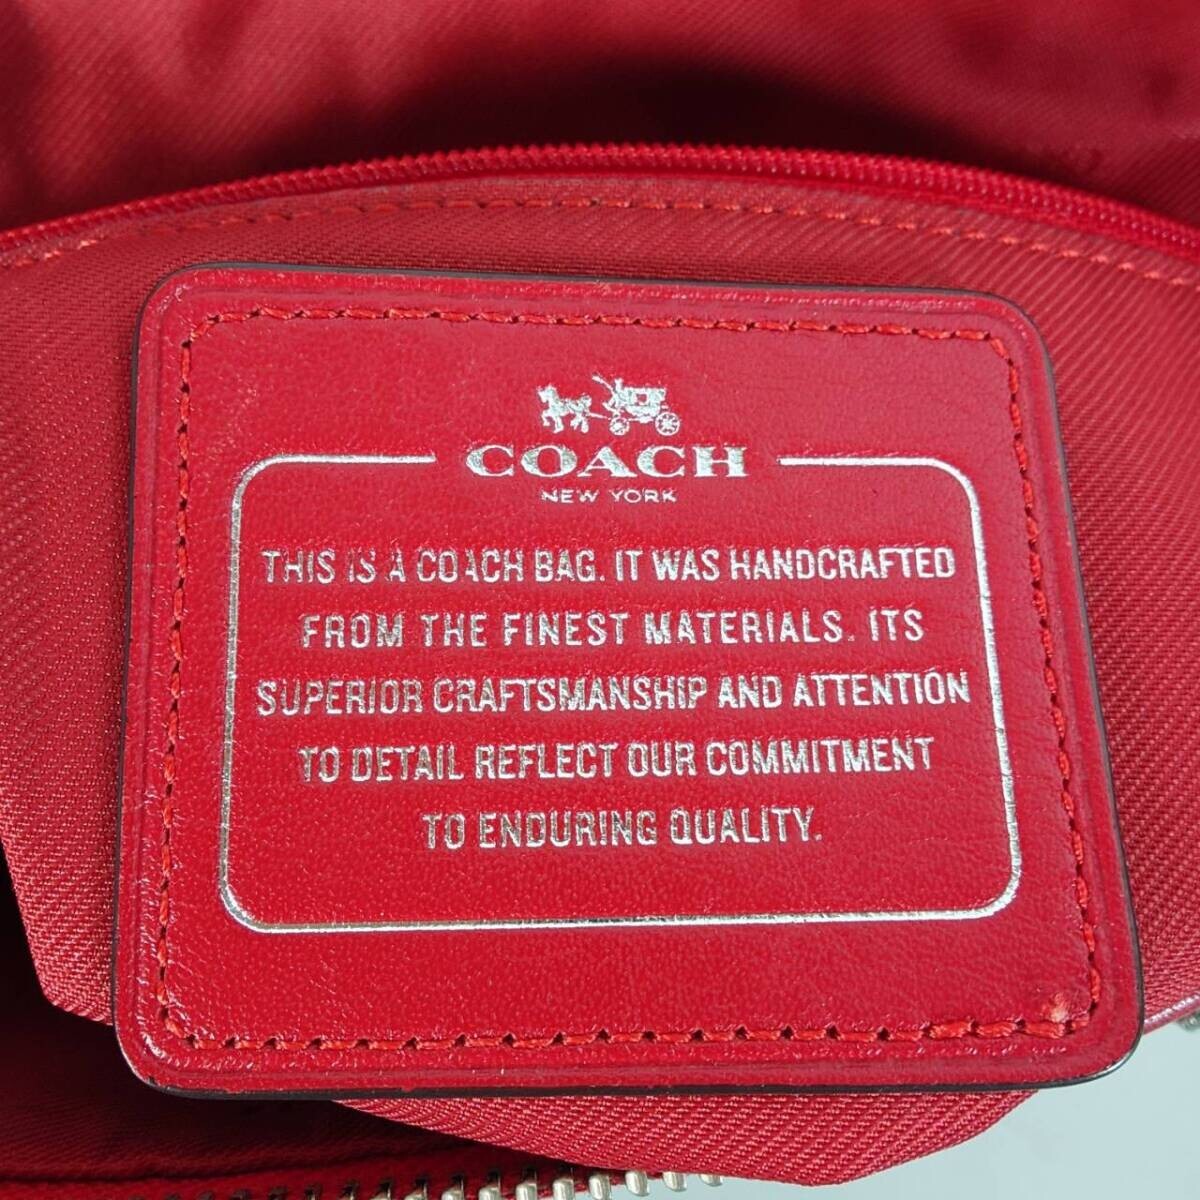 COACH
NEW YORK
THIS IS A COACH BAG. IT WAS HANDCRAFTED
FROM THE FINEST MATERIALS. ITS
SUPERIOR CRAFTSMANSHIP AND ATTENTION
TO DETAIL REFLECT OUR COMMITMENT
TO ENDURING QUALITY.